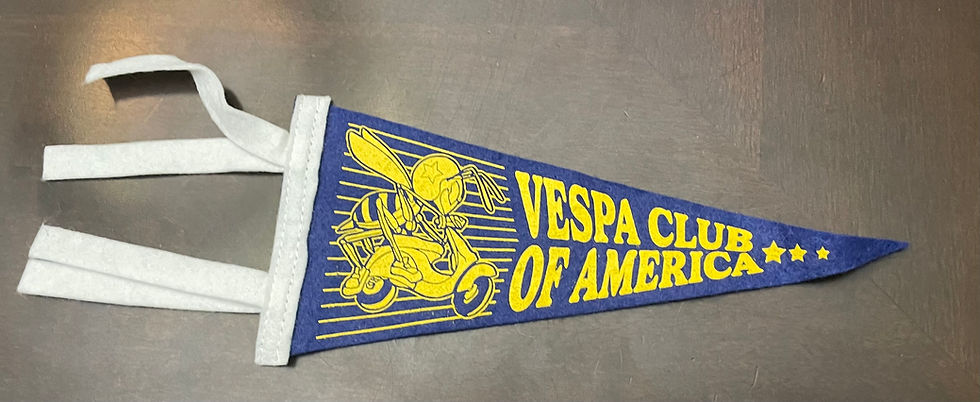 VESPA CLUB
OF AMERICA